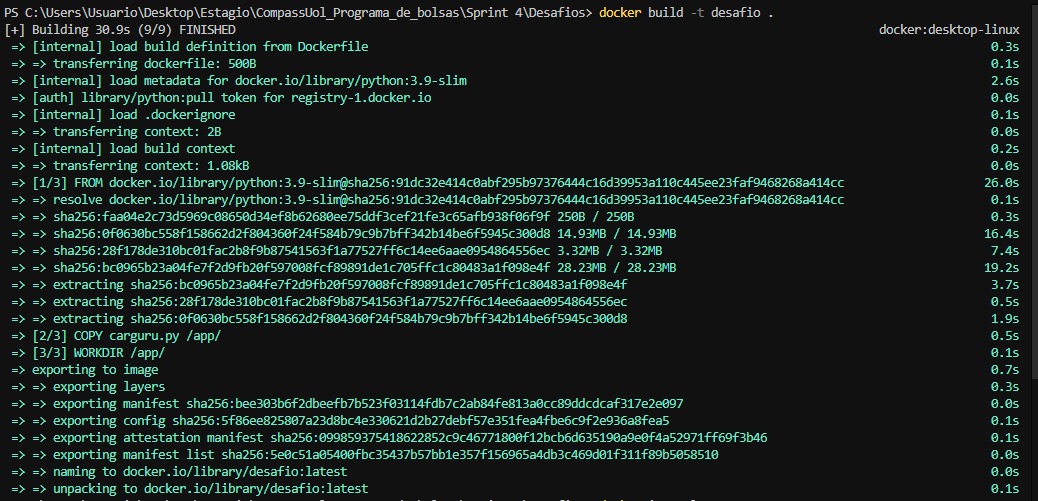 PS C:\Users\Usuario\Desktop\Estagio\CompassUol_Programa_de_bolsas\Sprint 4\Desafios> docker build -t desafio .
[+] Building 30.9s (9/9) FINISHED docker:desktop-linux
=> [internal] load build definition from Dockerfile 0.3s
=> => transferring dockerfile: 500B 0.1s
=> [internal] load metadata for docker.io/library/python:3.9-slim 2.6s
=> [auth] library/python:pull token for registry-1.docker.io 0.0s
=> [internal] load .dockerignore 0.1s
=> => transferring context: 2B 0.0s
=> [internal] load build context 0.2s
=> => transferring context: 1.08kB 0.0s
=> [1/3] FROM docker.io/library/python:3.9-slim@sha256:91dc32e414c0abf295b97376444c16d39953a110c445ee23faf9468268a414cc 26.0s
=> => resolve docker.io/library/python:3.9-slim@sha256:91dc32e414c0abf295b97376444c16d39953a110c445ee23faf9468268a414cc 0.1s
=> => sha256:faa04e2c73d5969c08650d34ef8b62680ee75ddf3cef21fe3c65afb938f06f9f 250B / 250B 0.3s
=> => sha256:0f0630bc558f158662d2f804360f24f584b79c9b7bff342b14be6f5945c300d8 14.93MB / 14.93MB 16.4s
=> => sha256:28f178de310bc01fac2b8f9b87541563f1a77527ff6c14ee6aae0954864556ec 3.32MB / 3.32MB 7.4s
=> => sha256:bc0965b23a04fe7f2d9fb20f597008fcf89891de1c705ffc1c80483a1f098e4f 28.23MB / 28.23MB 19.2s
=> => extracting sha256:bc0965b23a04fe7f2d9fb20f597008fcf89891de1c705ffc1c80483a1f098e4f 3.7s
=> => extracting sha256:28f178de310bc01fac2b8f9b87541563f1a77527ff6c14ee6aae0954864556ec 0.5s
=> => extracting sha256:0f0630bc558f158662d2f804360f24f584b79c9b7bff342b14be6f5945c300d8 1.9s
=> [2/3] COPY carguru.py /app/ 0.5s
=> [3/3] WORKDIR /app/ 0.1s
=> exporting to image 0.7s
=> => exporting layers 0.3s
=> => exporting manifest sha256:bee303b6f2dbeefb7b523f03114fdb7c2ab84fe813a0cc89ddcdcaf317e2e097 0.0s
=> => exporting config sha256:5f86ee825807a23d8bc4e330621d2b27debf57e351fea4fbe6c9f2e936a8fea5 0.1s
=> => exporting attestation manifest sha256:099859375418622852c9c46771800f12bcb6d635190a9e0f4a52971ff69f3b46 0.1s
=> => exporting manifest list sha256:5e0c51a05400fbc35437b57bb1e357f156965a4db3c469d01f311f89b5058510 0.0s
=> => naming to docker.io/library/desafio:latest 0.0s
=> => unpacking to docker.io/library/desafio:latest 0.1s